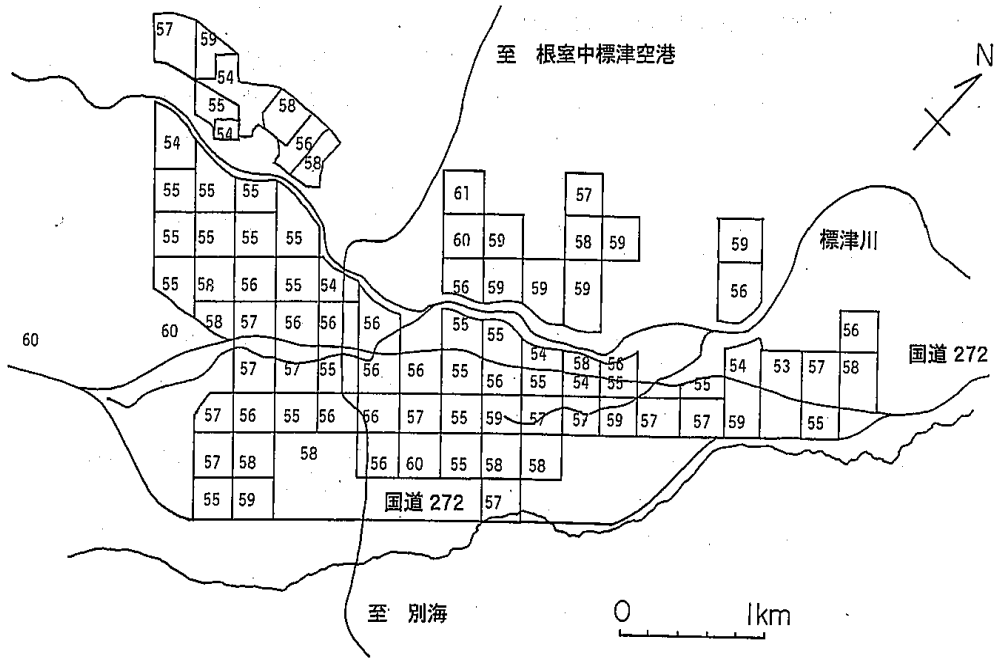 57 59
54
至 根室中標津空港
N
55 58
54 56
54 58
55 55 55 61 57
55 55 55 55 60 59 58 59 59 標津川
55 58 56 55 54 56 59 59 59 56
60 60 58 57 56 56 56 55 55 56
国道 272
54 58 56 54 53 57 58
57 57 55 56 56 55 56 55 54 55 55
57 56 55 56 56 57 55 59 57 57 59 57 57 59 55
57 58 58 56 60 55 58 58
55 59 国道 272 57
至 別海
0 1km